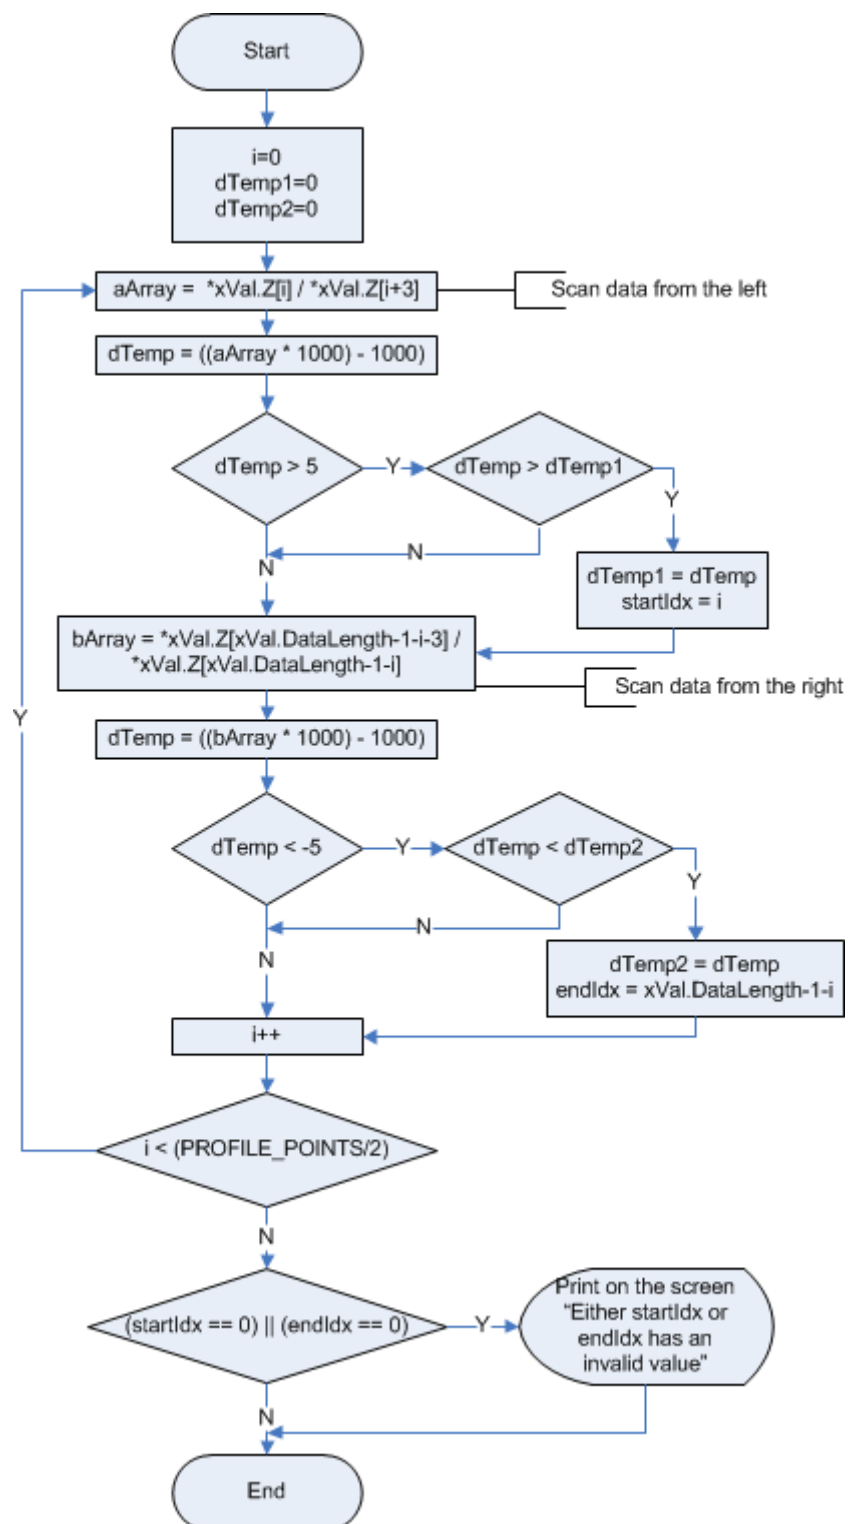 Start
i=0
dTemp1=0
dTemp2=0
aArray =  *xVal.Z[i] / *xVal.Z[i+3]
Scan data from the left
dTemp = ((aArray * 1000) - 1000)
dTemp > 5
Y
dTemp > dTemp1
Y
N
N
dTemp1 = dTemp
startIdx = i
bArray = *xVal.Z[xVal.DataLength-1-i-3] /
*xVal.Z[xVal.DataLength-1-i]
Scan data from the right
Y
dTemp = ((bArray * 1000) - 1000)
dTemp < -5
Y
dTemp < dTemp2
Y
N
N
dTemp2 = dTemp
endIdx = xVal.DataLength-1-i
i++
i < (PROFILE_POINTS/2)
N
(startIdx == 0) || (endIdx == 0)
Y
Print on the screen
“Either startIdx or
endIdx has an
invalid value”
N
End